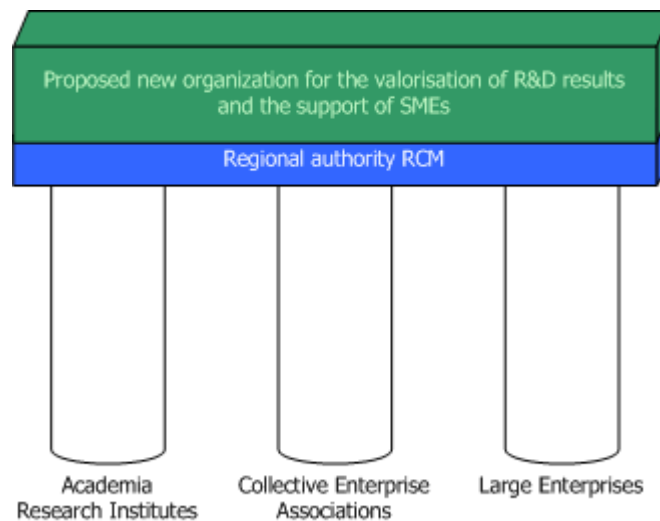 Proposed new organization for the valorisation of R&D results
and the support of SMEs
Regional authority RCM
Academia
Research Institutes
Collective Enterprise
Associations
Large Enterprises